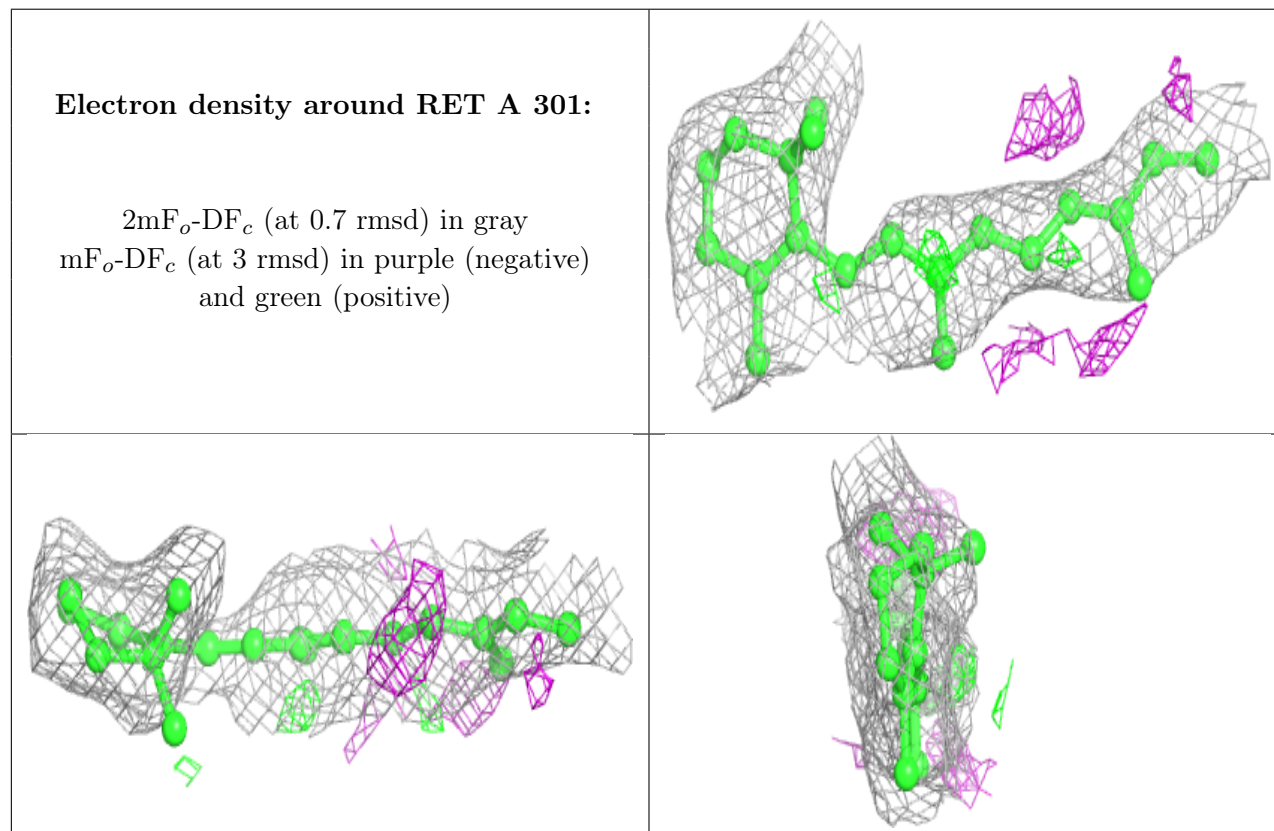 Electron density around RET A 301:
2mFo-DFc (at 0.7 rmsd) in gray
mFo-DFc (at 3 rmsd) in purple (negative)
and green (positive)